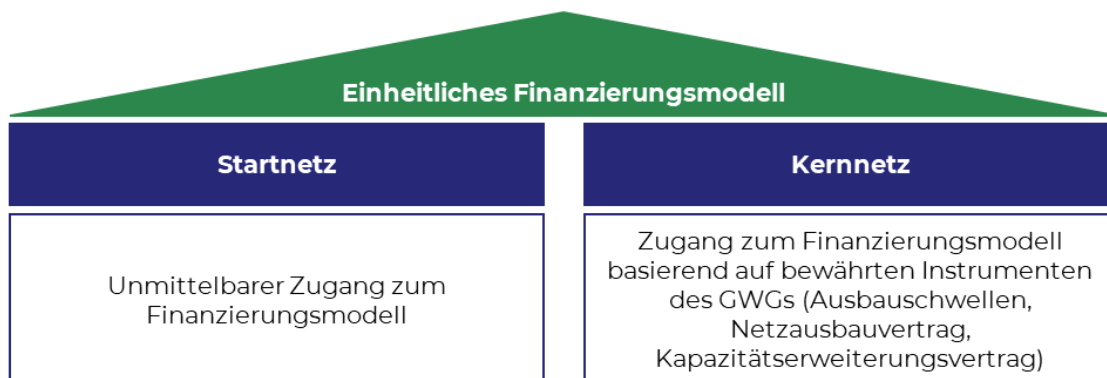 Einheitliches Finanzierungsmodell
Startnetz
Unmittelbarer Zugang zum
Finanzierungsmodell
Kernnetz
Zugang zum Finanzierungsmodell
basierend auf bewährten Instrumenten
des GWGs (Ausbauschwellen,
Netzausbauvertrag,
Kapazitätserweiterungsvertrag)